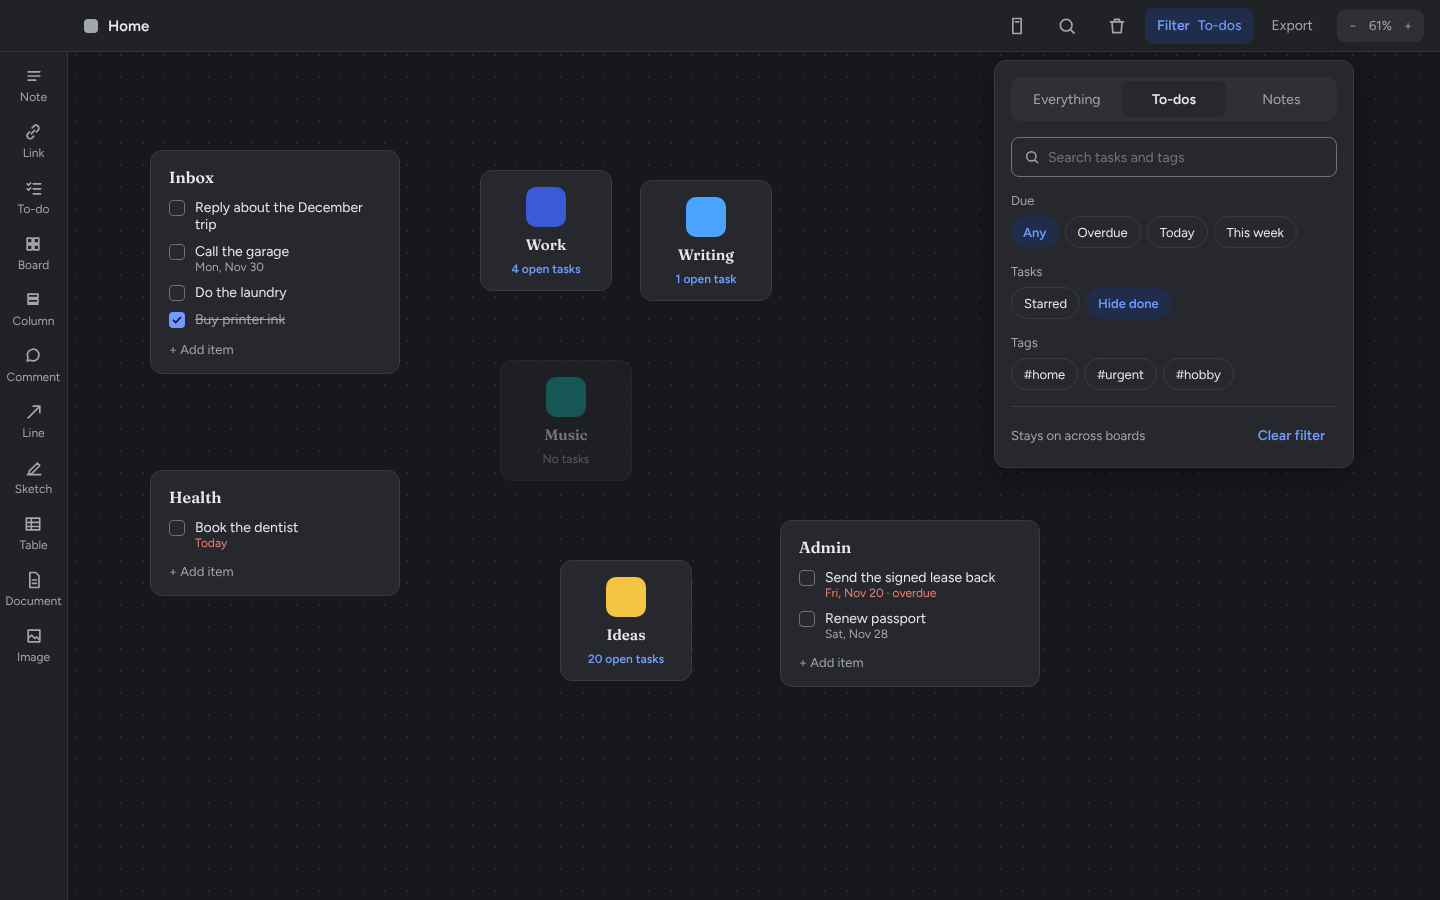 Home
Filter To-dos
Export
− 61% +
Note
Link
To-do
Board
Column
Comment
Line
Sketch
Table
Document
Image
Inbox
Reply about the December
trip
Call the garage
Mon, Nov 30
Do the laundry
Buy printer ink
+ Add item
Health
Book the dentist
Today
+ Add item
Work
4 open tasks
Writing
1 open task
Music
No tasks
Ideas
20 open tasks
Admin
Send the signed lease back
Fri, Nov 20 · overdue
Renew passport
Sat, Nov 28
+ Add item
Everything To-dos Notes
Search tasks and tags
Due
Any Overdue Today This week
Tasks
Starred Hide done
Tags
#home #urgent #hobby
Stays on across boards Clear filter